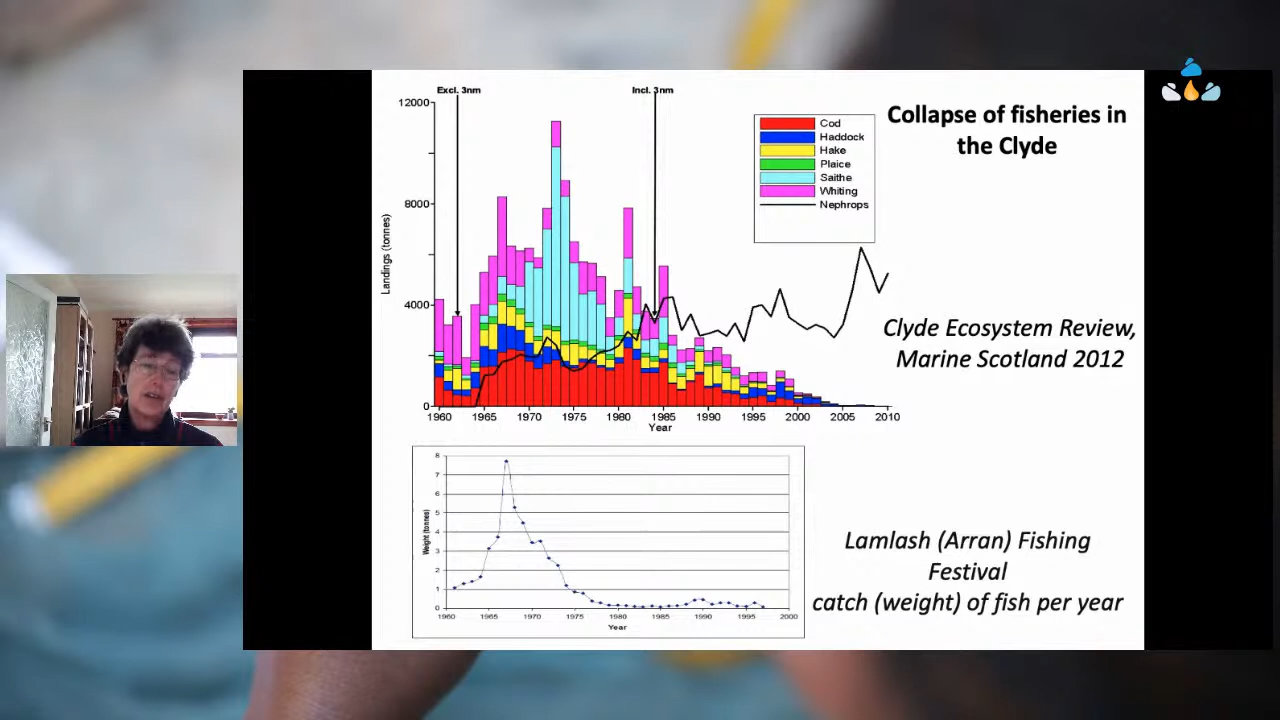 Collapse of fisheries in
the Clyde
Excl. 3nm
Incl. 3nm
12000
8000
4000
0
Landings (tonnes)
Cod
Haddock
Hake
Plaice
Saithe
Whiting
Nephrops
1960 1965 1970 1975 1980 1985 1990 1995 2000 2005 2010
Year
Clyde Ecosystem Review,
Marine Scotland 2012
8
7
6
5
4
3
2
1
0
Weight (tonnes)
1960 1965 1970 1975 1980 1985 1990 1995 2000
Year
Lamlash (Arran) Fishing
Festival
catch (weight) of fish per year